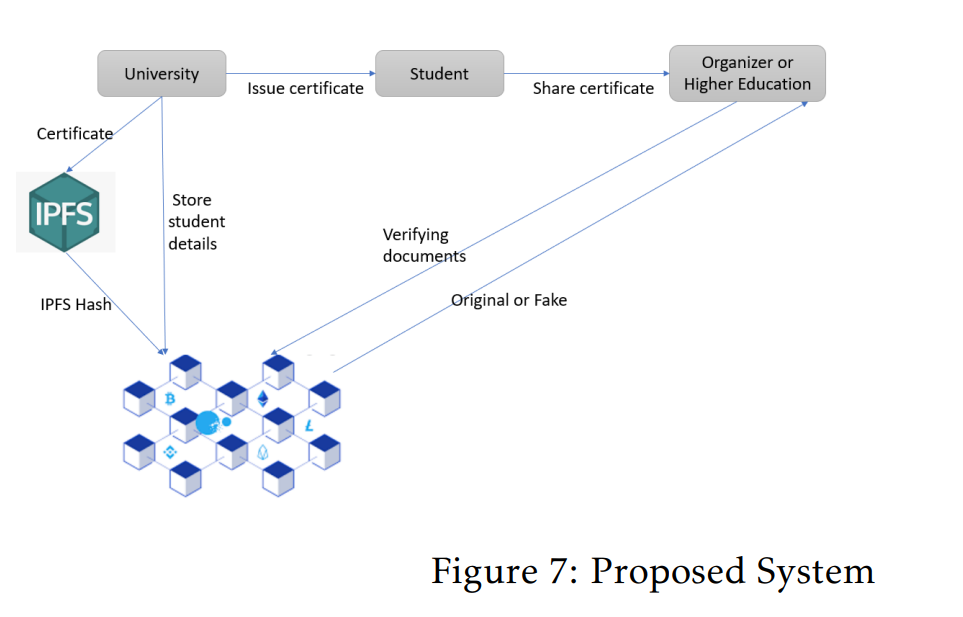 University
Student
Organizer or
Higher Education
Issue certificate
Share certificate
Certificate
IPFS
Store
student
details
Verifying
documents
IPFS Hash
Original or Fake
Figure 7: Proposed System